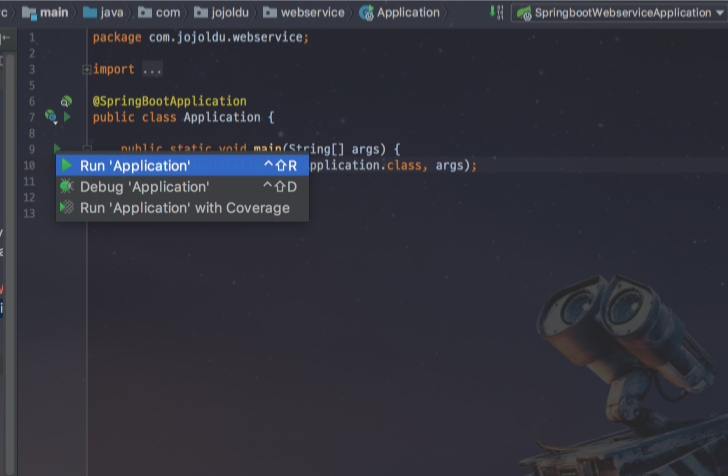 rc main java com jojoldu webservice Application SpringbootWebserviceApplication
1 package com.jojoldu.webservice;
2
3 import ...
5
6 @SpringBootApplication
7 public class Application {
8
9 public static void main(String[] args) {
10 pplication.class, args);
11
12
13
Run 'Application' ^⇧R
Debug 'Application' ^⇧D
Run 'Application' with Coverage